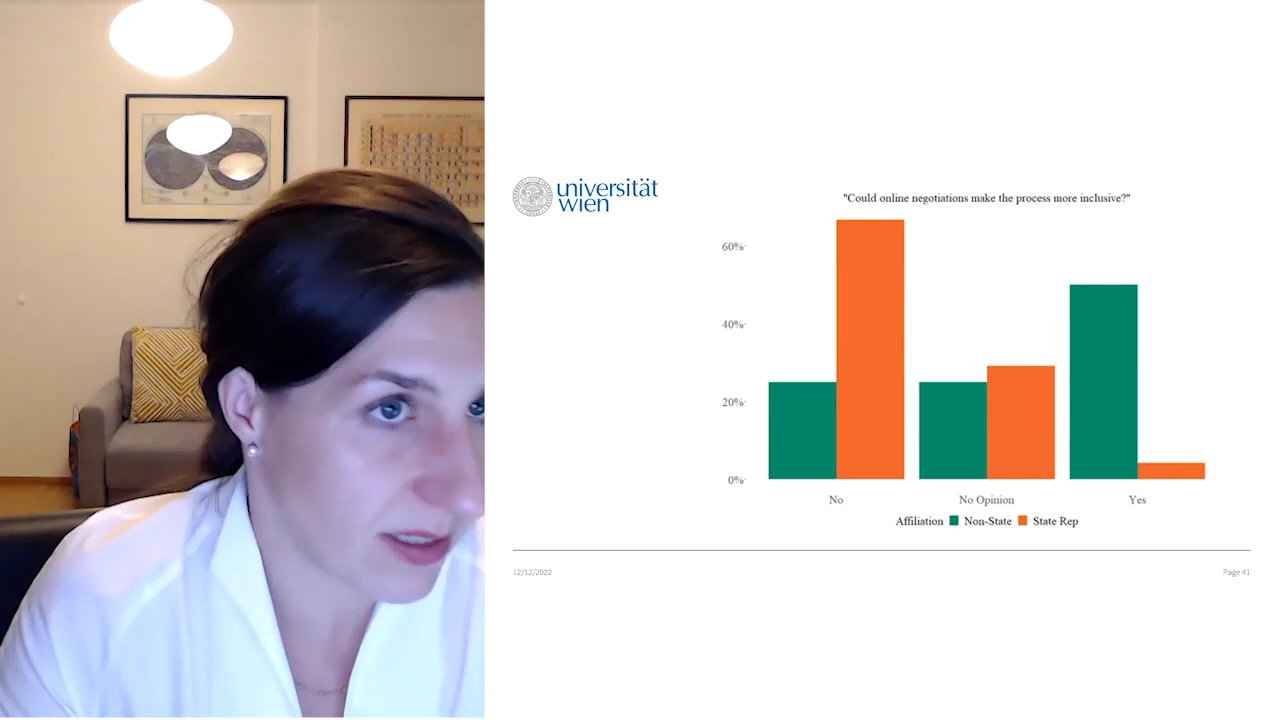 universität
wien
"Could online negotiations make the process more inclusive?"
60%
40%
20%
0%
No
No Opinion
Yes
Affiliation Non-State State Rep
12/12/2022
Page 41